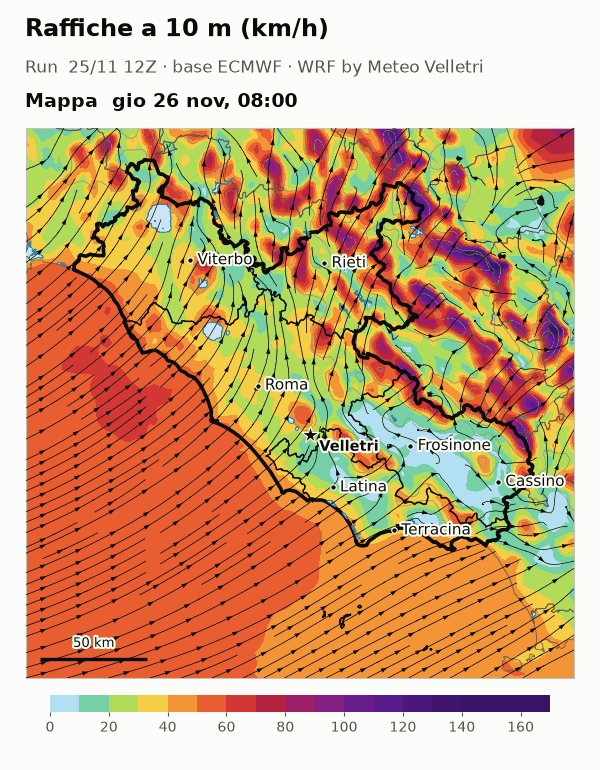 Raffiche a 10 m (km/h)
Run  25/11 12Z · base ECMWF · WRF by Meteo Velletri
Mappa  gio 26 nov, 08:00
Viterbo
Rieti
Roma
Velletri
Frosinone
Cassino
Latina
Terracina
50 km
0 20 40 60 80 100 120 140 160